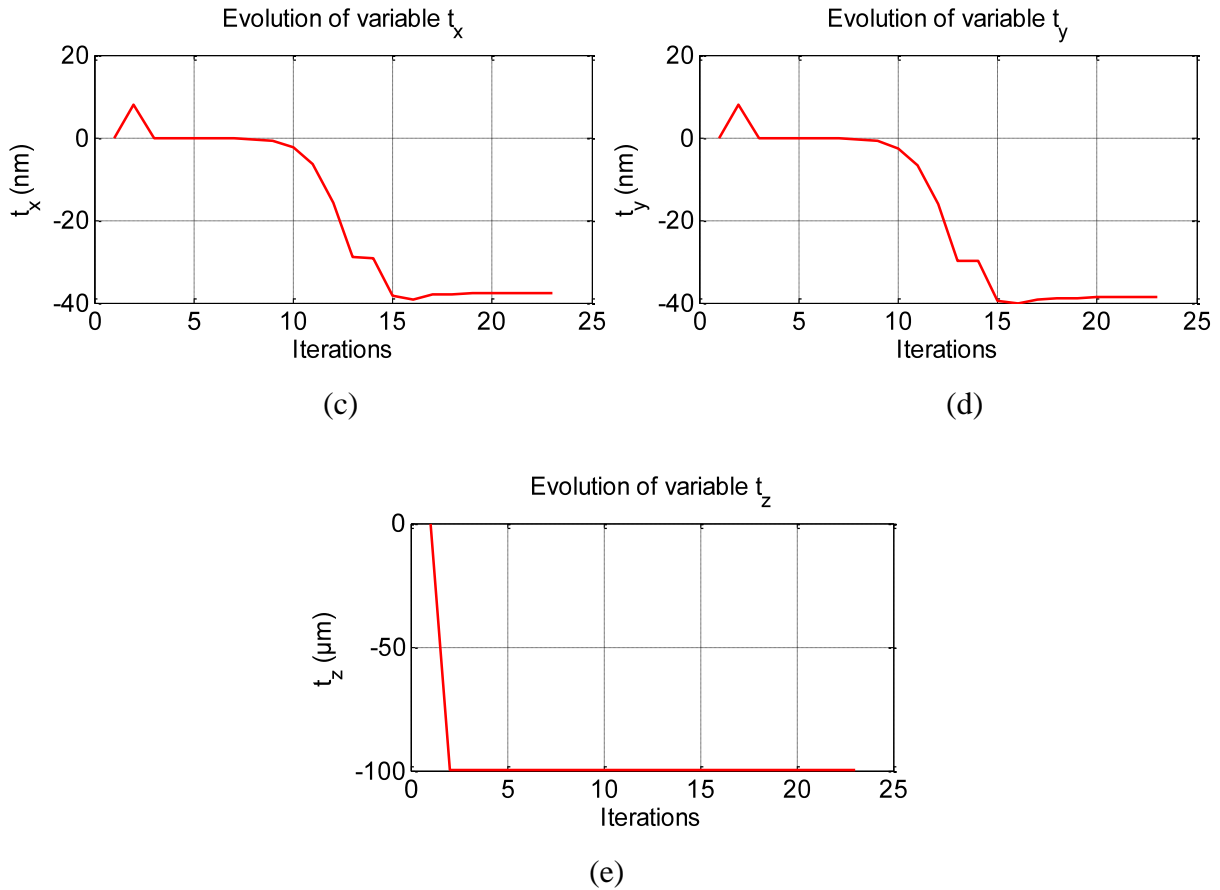 Evolution of variable t_x
20
0
-20
-40
t_x (nm)
0 5 10 15 20 25
Iterations
(c)
Evolution of variable t_y
20
0
-20
-40
t_y (nm)
0 5 10 15 20 25
Iterations
(d)
Evolution of variable t_z
0
-50
-100
t_z (µm)
0 5 10 15 20 25
Iterations
(e)